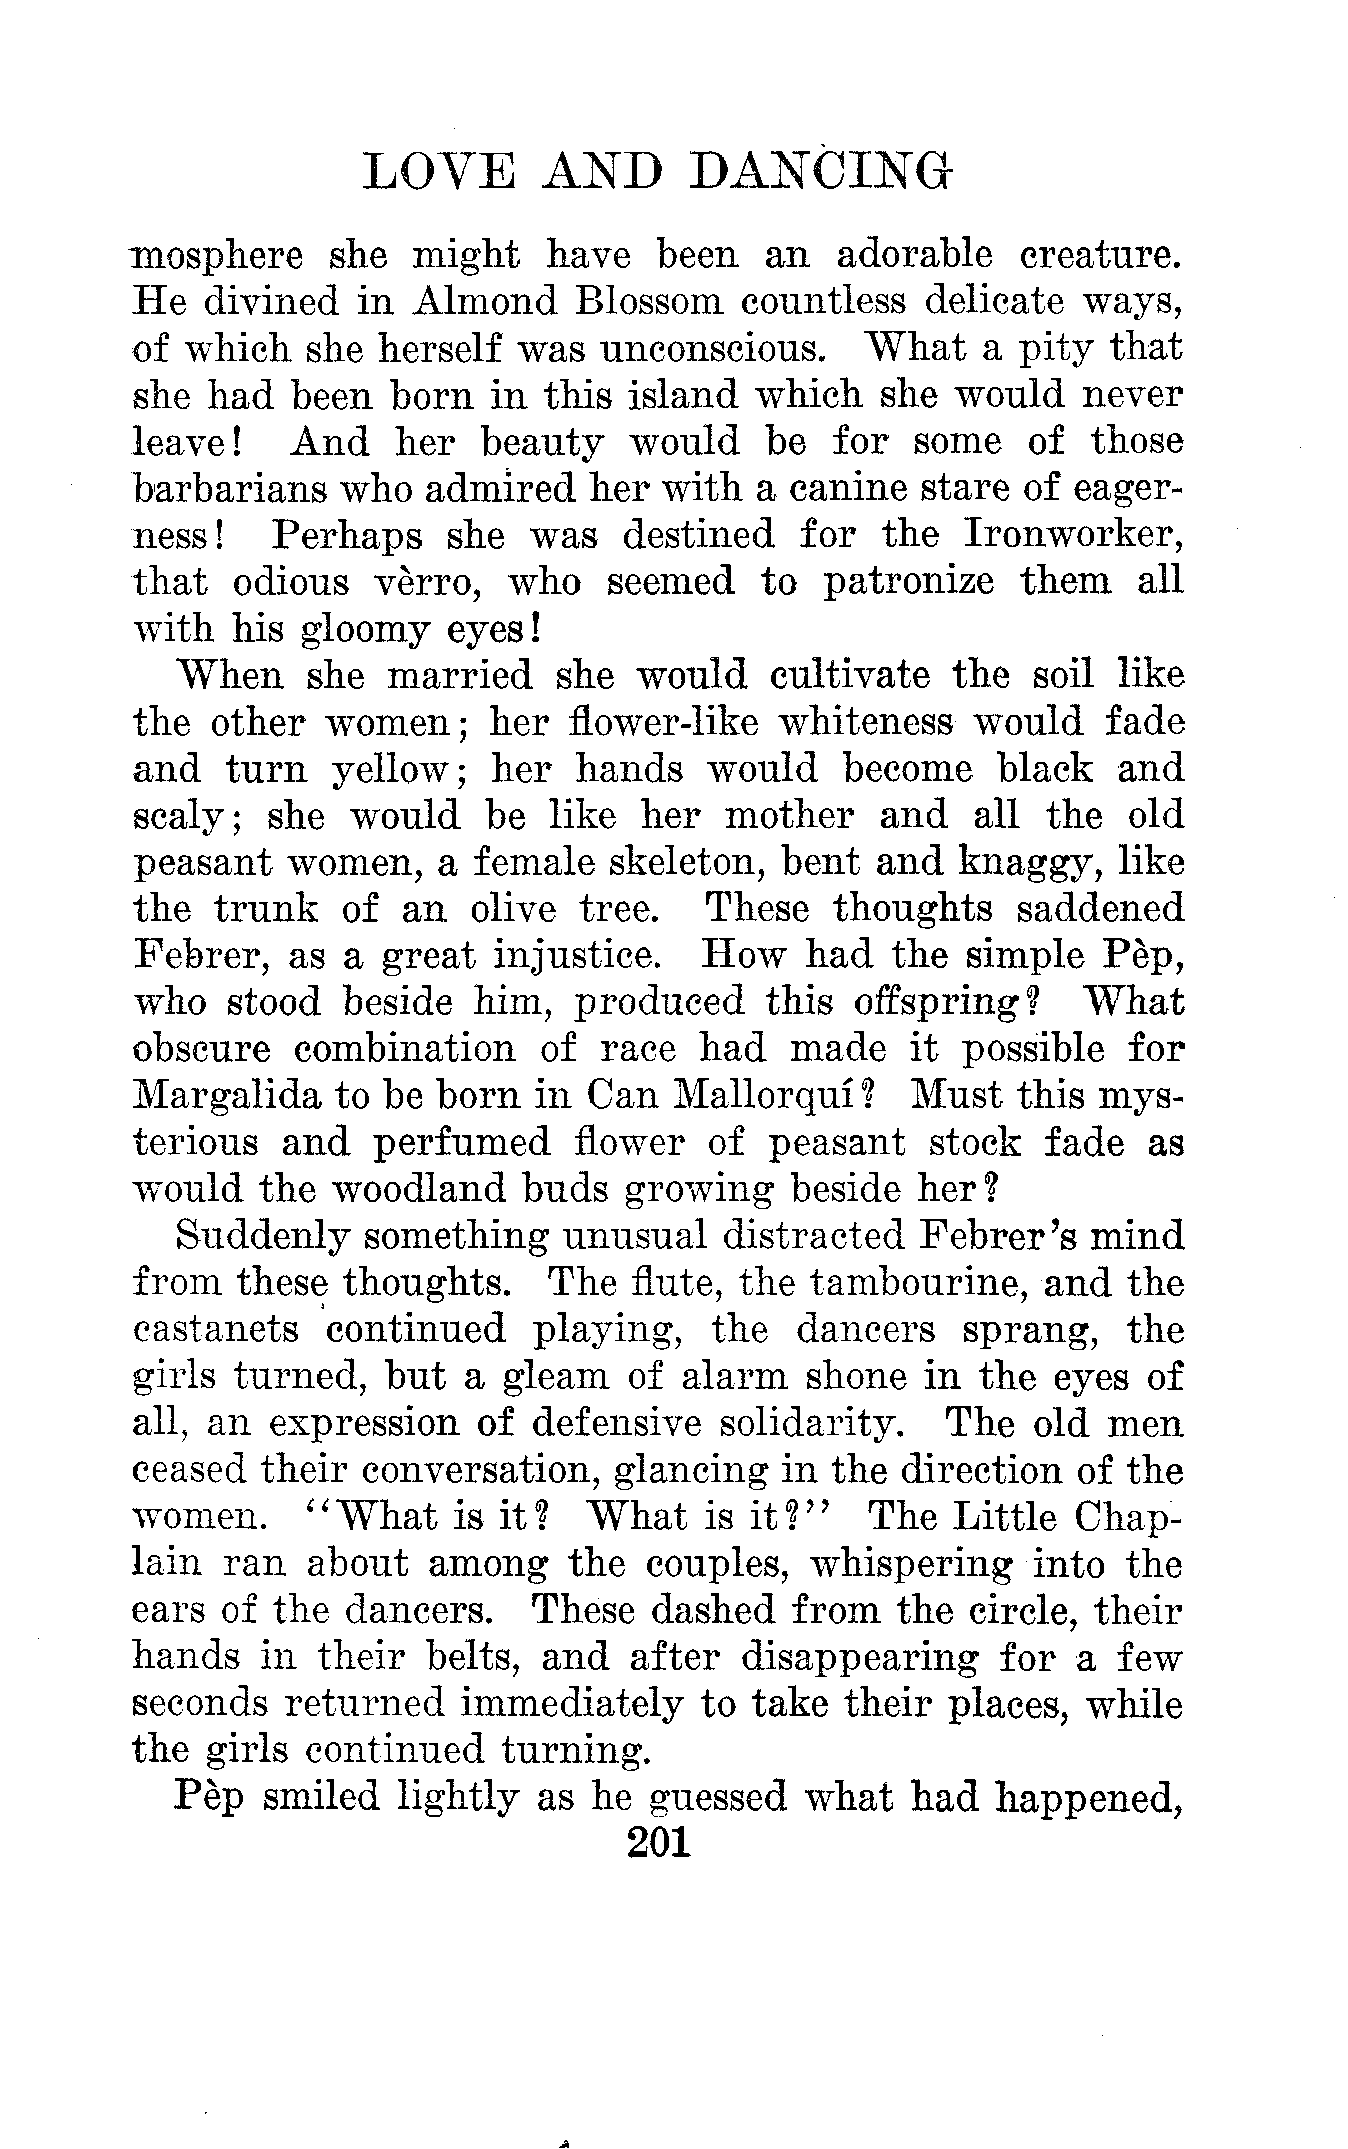 LOVE AND DANCING
mosphere she might have been an adorable creature.
He divined in Almond Blossom countless delicate ways,
of which she herself was unconscious. What a pity that
she had been born in this island which she would never
leave! And her beauty would be for some of those
barbarians who admired her with a canine stare of eager-
ness! Perhaps she was destined for the Ironworker,
that odious vèrro, who seemed to patronize them all
with his gloomy eyes!
When she married she would cultivate the soil like
the other women; her flower-like whiteness would fade
and turn yellow; her hands would become black and
scaly; she would be like her mother and all the old
peasant women, a female skeleton, bent and knaggy, like
the trunk of an olive tree. These thoughts saddened
Febrer, as a great injustice. How had the simple Pèp,
who stood beside him, produced this offspring? What
obscure combination of race had made it possible for
Margalida to be born in Can Mallorquí? Must this mys-
terious and perfumed flower of peasant stock fade as
would the woodland buds growing beside her?
Suddenly something unusual distracted Febrer's mind
from these thoughts. The flute, the tambourine, and the
castanets continued playing, the dancers sprang, the
girls turned, but a gleam of alarm shone in the eyes of
all, an expression of defensive solidarity. The old men
ceased their conversation, glancing in the direction of the
women. "What is it? What is it?" The Little Chap-
lain ran about among the couples, whispering into the
ears of the dancers. These dashed from the circle, their
hands in their belts, and after disappearing for a few
seconds returned immediately to take their places, while
the girls continued turning.
Pèp smiled lightly as he guessed what had happened,
201